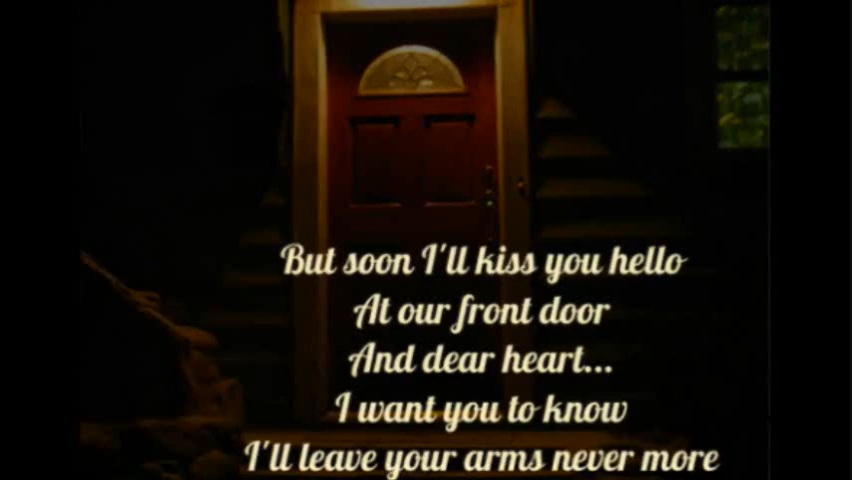 But soon I'll kiss you hello
At our front door
And dear heart...
I want you to know
I'll leave your arms never more